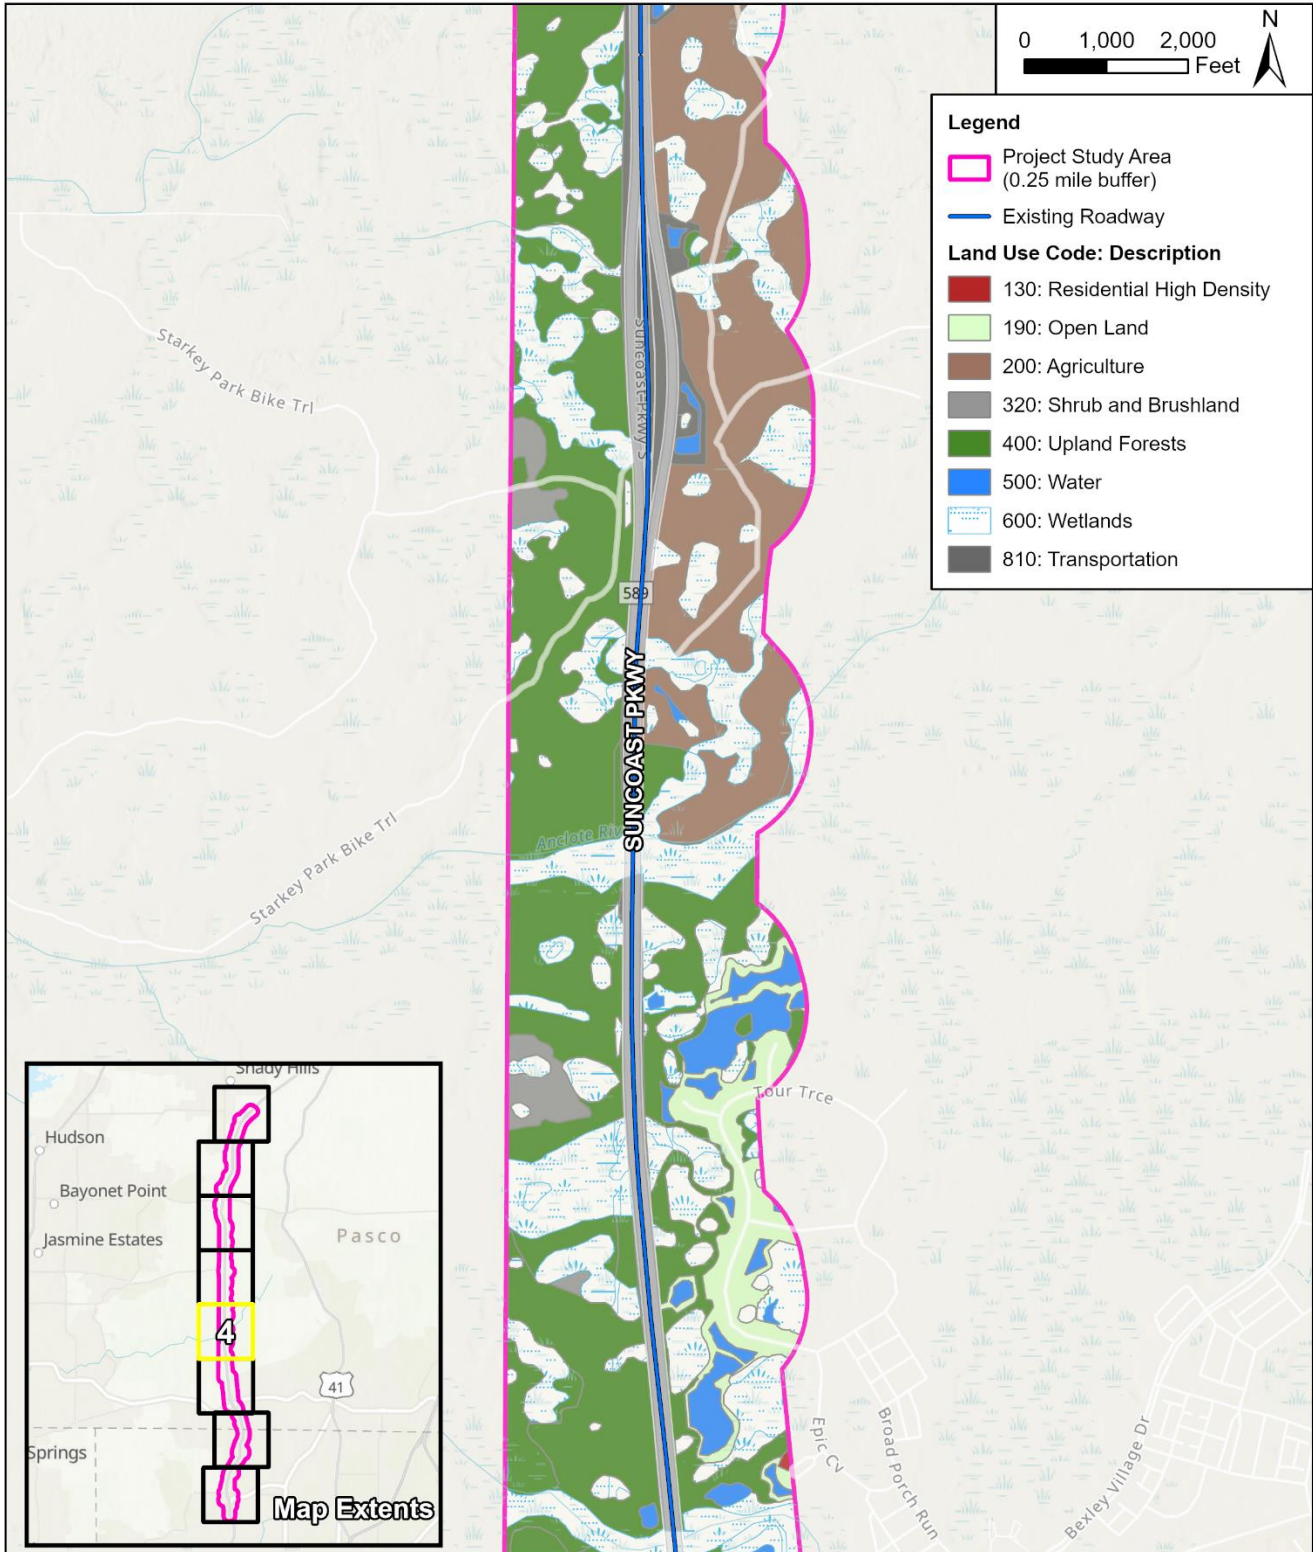 N
0 1,000 2,000
Feet
Legend
Project Study Area
(0.25 mile buffer)
Existing Roadway
Land Use Code: Description
130: Residential High Density
190: Open Land
200: Agriculture
320: Shrub and Brushland
400: Upland Forests
500: Water
600: Wetlands
810: Transportation
Starkey Park Bike Trl
Suncoast Pkwy S
589
SUNCOAST PKWY
Anclote Riv
Starkey Park Bike Trl
Tour Trce
Epic Cv
Broad Porch Run
Bexley Village Dr
Shady Hills
Hudson
Bayonet Point
Jasmine Estates
Pasco
4
41
Springs
Map Extents